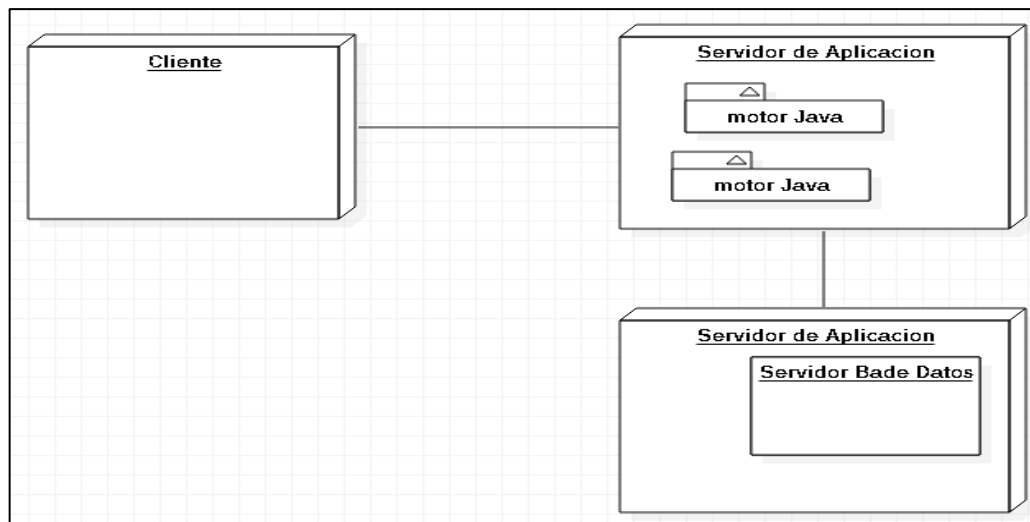 Cliente
Servidor de Aplicacion
motor Java
motor Java
Servidor de Aplicacion
Servidor Bade Datos